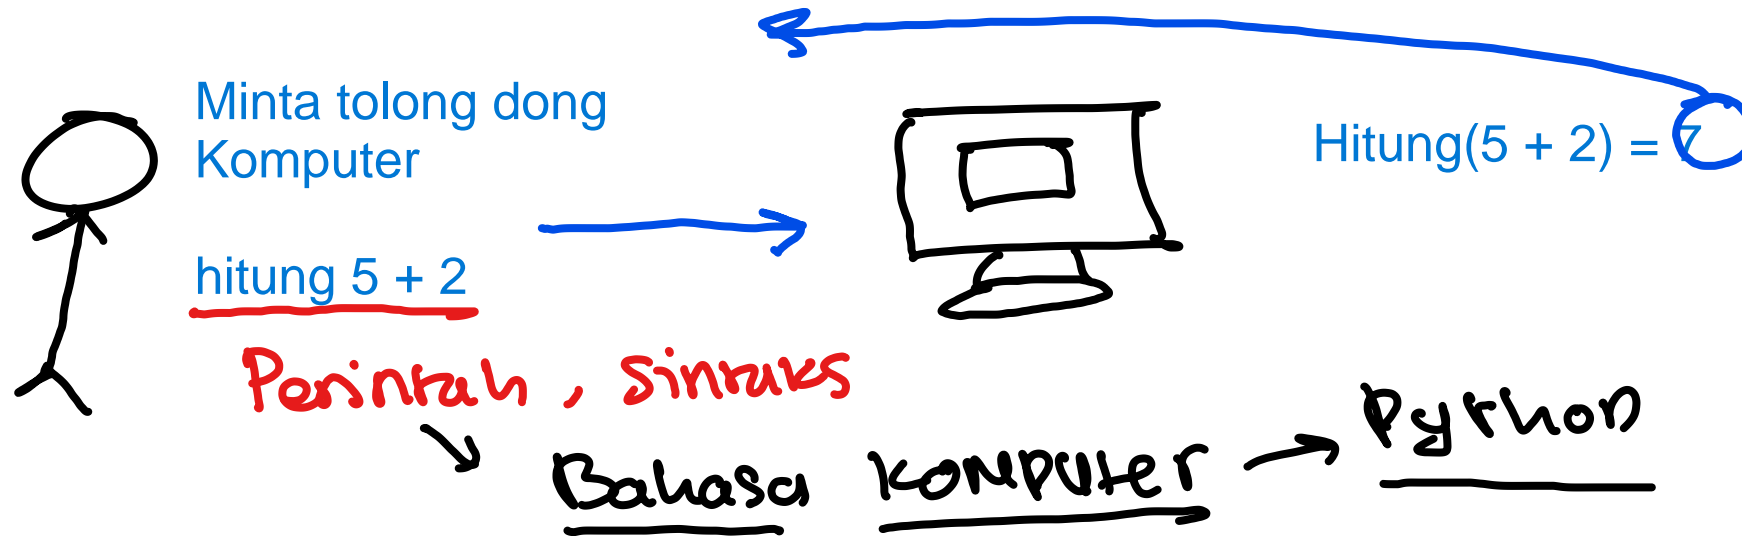 Minta tolong dong
Komputer
Hitung(5 + 2) = 7
hitung 5 + 2
Perintah , sintaks
Python
Bahasa Komputer